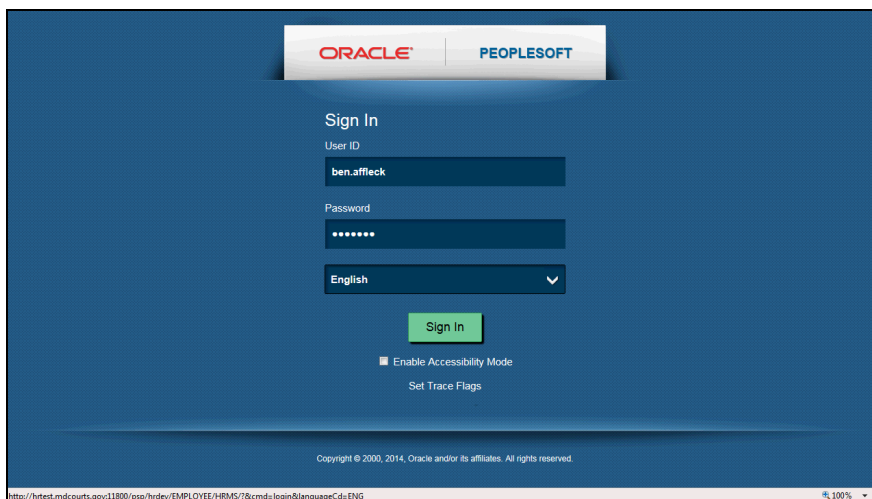 ORACLE® PEOPLESOFT
Sign In
User ID
ben.affleck
Password
•••••••
English
Sign In
Enable Accessibility Mode
Set Trace Flags
Copyright © 2000, 2014, Oracle and/or its affiliates. All rights reserved.
http://hrtest.mdcourts.gov:11800/psp/hrdev/EMPLOYEE/HRMS/?&cmd=login&languageCd=ENG 100%